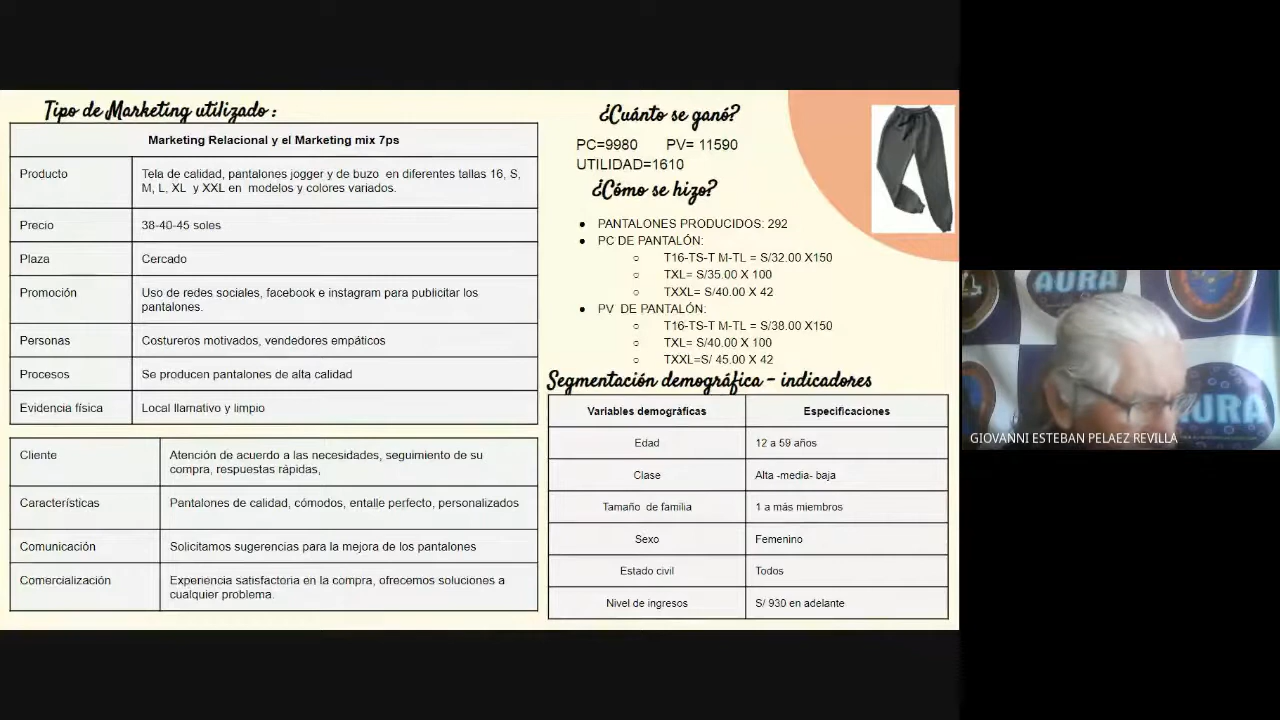 Tipo de Marketing utilizado :
Marketing Relacional y el Marketing mix 7ps
Producto
Tela de calidad, pantalones jogger y de buzo en diferentes tallas 16, S,
M, L, XL y XXL en modelos y colores variados.
Precio
38-40-45 soles
Plaza
Cercado
Promoción
Uso de redes sociales, facebook e instagram para publicitar los
pantalones.
Personas
Costureros motivados, vendedores empáticos
Procesos
Se producen pantalones de alta calidad
Evidencia física
Local llamativo y limpio
Cliente
Atención de acuerdo a las necesidades, seguimiento de su
compra, respuestas rápidas,
Características
Pantalones de calidad, cómodos, entalle perfecto, personalizados
Comunicación
Solicitamos sugerencias para la mejora de los pantalones
Comercialización
Experiencia satisfactoria en la compra, ofrecemos soluciones a
cualquier problema.
¿Cuánto se ganó?
PC=9980 PV= 11590
UTILIDAD=1610
¿Cómo se hizo?
● PANTALONES PRODUCIDOS: 292
● PC DE PANTALÓN:
○ T16-TS-T M-TL = S/32.00 X150
○ TXL= S/35.00 X 100
○ TXXL= S/40.00 X 42
● PV DE PANTALÓN:
○ T16-TS-T M-TL = S/38.00 X150
○ TXL= S/40.00 X 100
○ TXXL=S/ 45.00 X 42
Segmentación demográfica - indicadores
Variables demográficas
Especificaciones
Edad
12 a 59 años
Clase
Alta -media- baja
Tamaño de familia
1 a más miembros
Sexo
Femenino
Estado civil
Todos
Nivel de ingresos
S/ 930 en adelante
AURA
AURA
GIOVANNI ESTEBAN PELAEZ REVILLA